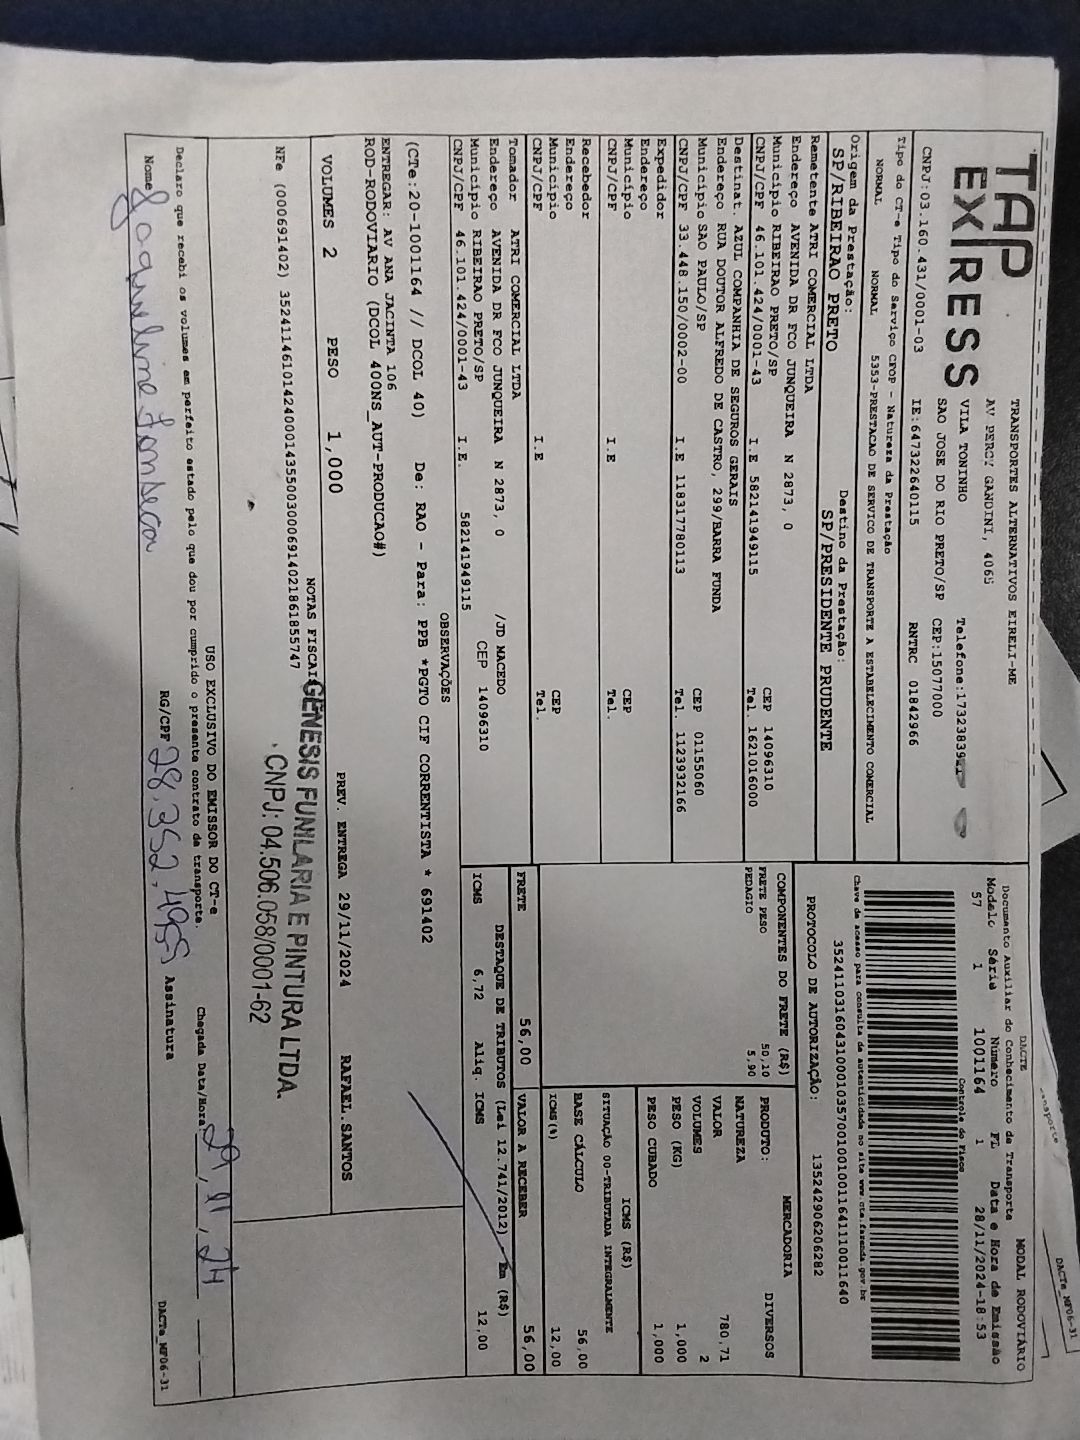 TAP
EXPRESS
TRANSPORTES ALTERNATIVOS EIRELI-ME
AV PERCY GANDINI, 4065
VILA TONINHO Telefone:173238392
SAO JOSE DO RIO PRETO/SP CEP:15077000
CNPJ:03.160.431/0001-03 IE:647322640115 RNTRC 01842966
Tipo do CT-e Tipo do Serviço CFOP - Natureza da Prestação
NORMAL NORMAL 5353-PRESTACAO DE SERVICO DE TRANSPORTE A ESTABELECIMENTO COMERCIAL
Origem da Prestação: Destino da Prestação:
SP/RIBEIRAO PRETO SP/PRESIDENTE PRUDENTE
Remetente ATRI COMERCIAL LTDA
Endereço AVENIDA DR FCO JUNQUEIRA N 2873, 0 CEP 14096310
Município RIBEIRAO PRETO/SP Tel. 1621016000
CNPJ/CPF 46.101.424/0001-43 I.E 582141949115
Destinat. AZUL COMPANHIA DE SEGUROS GERAIS
Endereço RUA DOUTOR ALFREDO DE CASTRO, 299/BARRA FUNDA
Município SAO PAULO/SP CEP 01155060
CNPJ/CPF 33.448.150/0002-00 I.E 118317780113 Tel. 1123932166
Expedidor
Endereço
Município CEP
CNPJ/CPF I.E Tel.
Recebedor
Endereço
Município CEP
CNPJ/CPF I.E Tel.
Tomador ATRI COMERCIAL LTDA
Endereço AVENIDA DR FCO JUNQUEIRA N 2873, 0 /JD MACEDO
Município RIBEIRAO PRETO/SP CEP 14096310
CNPJ/CPF 46.101.424/0001-43 I.E. 582141949115
DACTE MODAL RODOVIÁRIO
Documento Auxiliar do Conhecimento de Transporte
Modelo Série Número FL Data e Hora de Emissão
57 1 1001164 1 28/11/2024-18:53
Controle do Fisco
Chave de acesso para consulta de autenticidade no site www.cte.fazenda.gov.br
35241103160431000103570010010011641110011640
PROTOCOLO DE AUTORIZAÇÃO: 135242906206282
COMPONENTES DO FRETE (R$)
FRETE PESO 50,10
PEDAGIO 5,90
MERCADORIA
PRODUTO: DIVERSOS
NATUREZA
VALOR 780,71
VOLUMES 2
PESO (KG) 1,000
PESO CUBADO 1,000
ICMS (R$)
SITUAÇÃO 00-TRIBUTADA INTEGRALMENTE
BASE CÁLCULO 56,00
ICMS(%) 12,00
FRETE 56,00 VALOR A RECEBER 56,00
DESTAQUE DE TRIBUTOS (Lei 12.741/2012) - Em (R$)
ICMS 6,72 Aliq. ICMS 12,00
OBSERVAÇÕES
(CTe:20-1001164 // DCOL 40) De: RAO - Para: PPB *PGTO CIF CORRENTISTA * 691402
ENTREGAR: AV ANA JACINTA 106
ROD-RODOVIARIO (DCOL 400NS_AUT-PRODUCAO#)
VOLUMES 2 PESO 1,000 PREV. ENTREGA 29/11/2024 RAFAEL.SANTOS
NOTAS FISCAI
GÊNESIS FUNILARIA E PINTURA LTDA.
CNPJ: 04.506.058/0001-62
NFe (000691402) 35241146101424000143550030006914021861855747
USO EXCLUSIVO DO EMISSOR DO CT-e
Declaro que recebi os volumes em perfeito estado pelo que dou por cumprido o presente contrato de transporte. Chegada Data/Hora 29,11,24
Nome Jaqueline Fonseca RG/CPF Assinatura
DACTe_MF06-31
DACTe_MF06-31